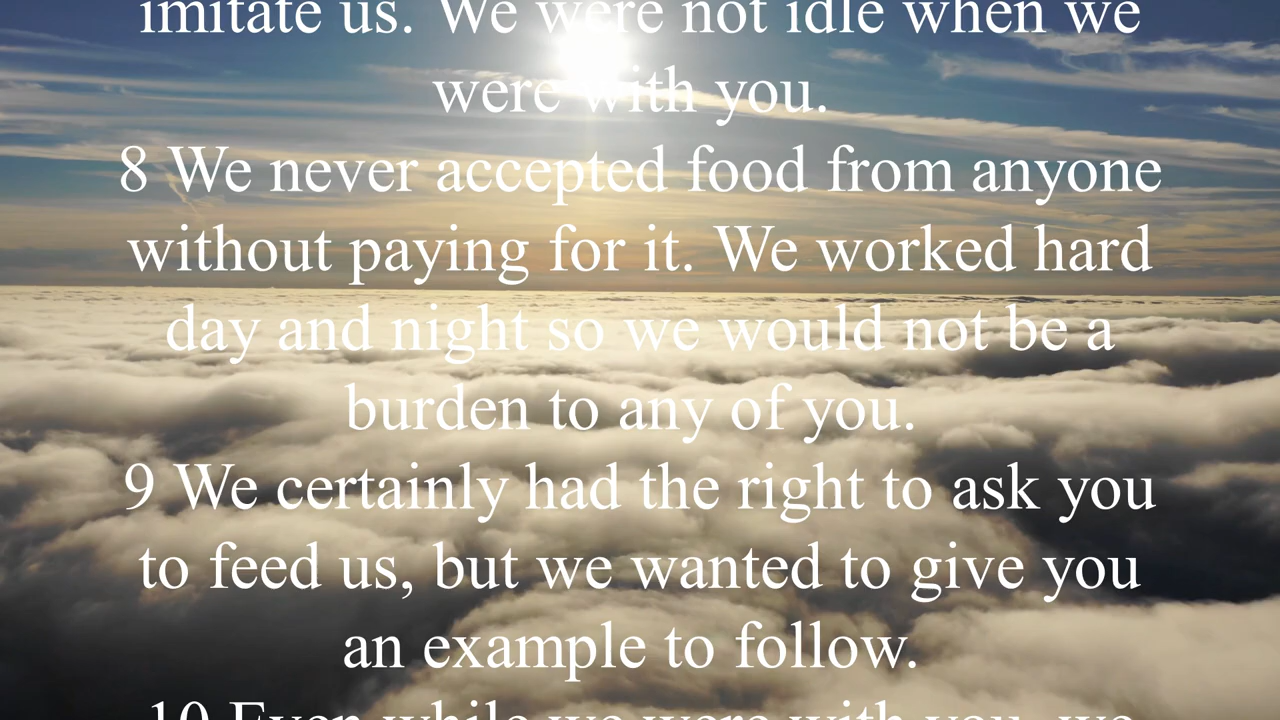 imitate us. We were not idle when we
were with you.
8 We never accepted food from anyone
without paying for it. We worked hard
day and night so we would not be a
burden to any of you.
9 We certainly had the right to ask you
to feed us, but we wanted to give you
an example to follow.
10 Even while we were with you, we